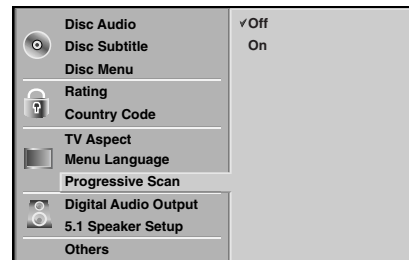 Disc Audio
Disc Subtitle
Disc Menu
Rating
Country Code
TV Aspect
Menu Language
Progressive Scan
Digital Audio Output
5.1 Speaker Setup
Others
✓Off
On